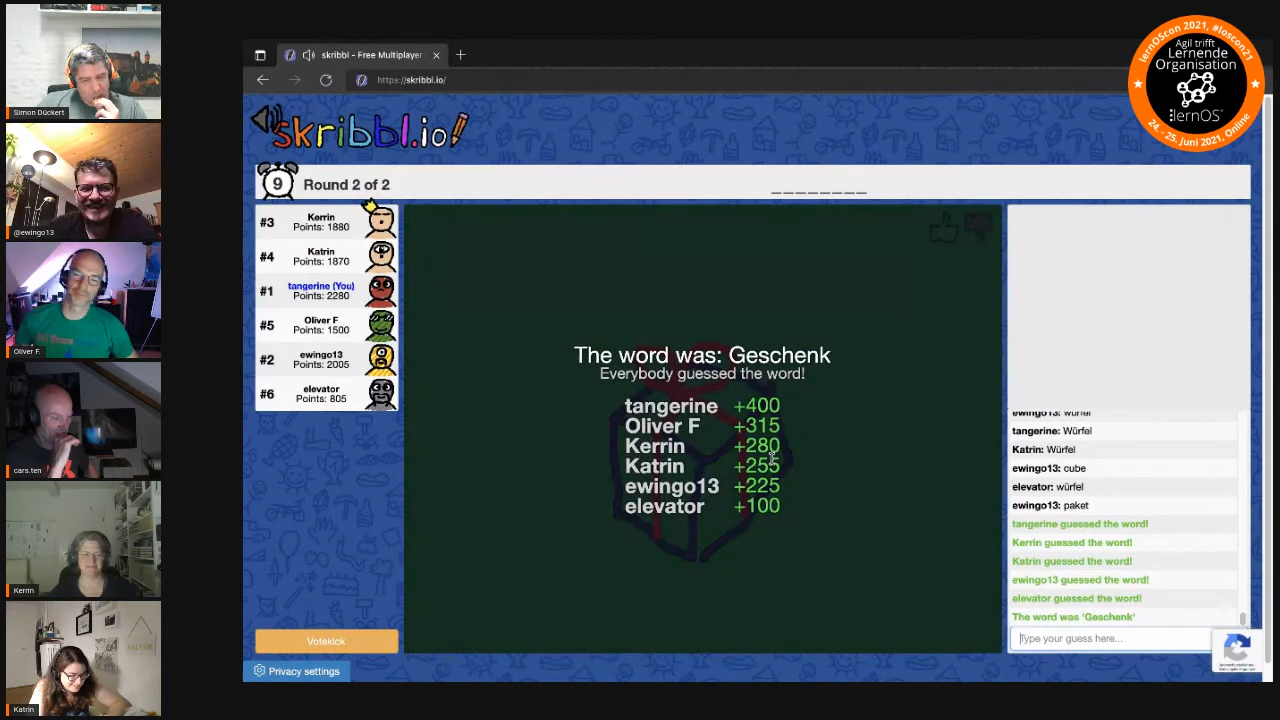 Simon Dückert
@ewingo13
Oliver F.
cars.ten
Kerrin
Katrin
skribbl - Free Multiplayer
https://skribbl.io/
lernOScon 2021, #loscon21
Agil trifft
Lernende
Organisation
lernOS
24. - 25. Juni 2021, Online
skribbl.io
9
Round 2 of 2
________
#3
Kerrin
Points: 1880
#4
Katrin
Points: 1870
#1
tangerine (You)
Points: 2280
#5
Oliver F
Points: 1500
#2
ewingo13
Points: 2005
#6
elevator
Points: 805
Votekick
Privacy settings
The word was: Geschenk
Everybody guessed the word!
tangerine +400
Oliver F +315
Kerrin +280
Katrin +255
ewingo13 +225
elevator +100
ewingo13: würfel
tangerine: Würfel
Katrin: Würfel
ewingo13: cube
elevator: würfel
ewingo13: paket
tangerine guessed the word!
Kerrin guessed the word!
Katrin guessed the word!
ewingo13 guessed the word!
elevator guessed the word!
The word was 'Geschenk'
Type your guess here...